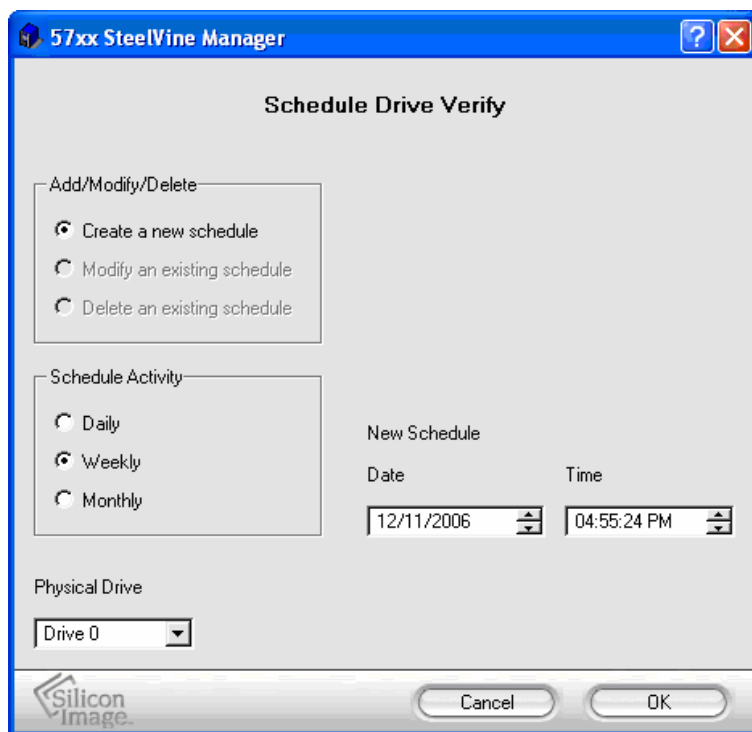 57xx SteelVine Manager
Schedule Drive Verify
Add/Modify/Delete
Create a new schedule
Modify an existing schedule
Delete an existing schedule
Schedule Activity
Daily
Weekly
Monthly
New Schedule
Date
Time
12/11/2006
04:55:24 PM
Physical Drive
Drive 0
Silicon
Image
Cancel
OK